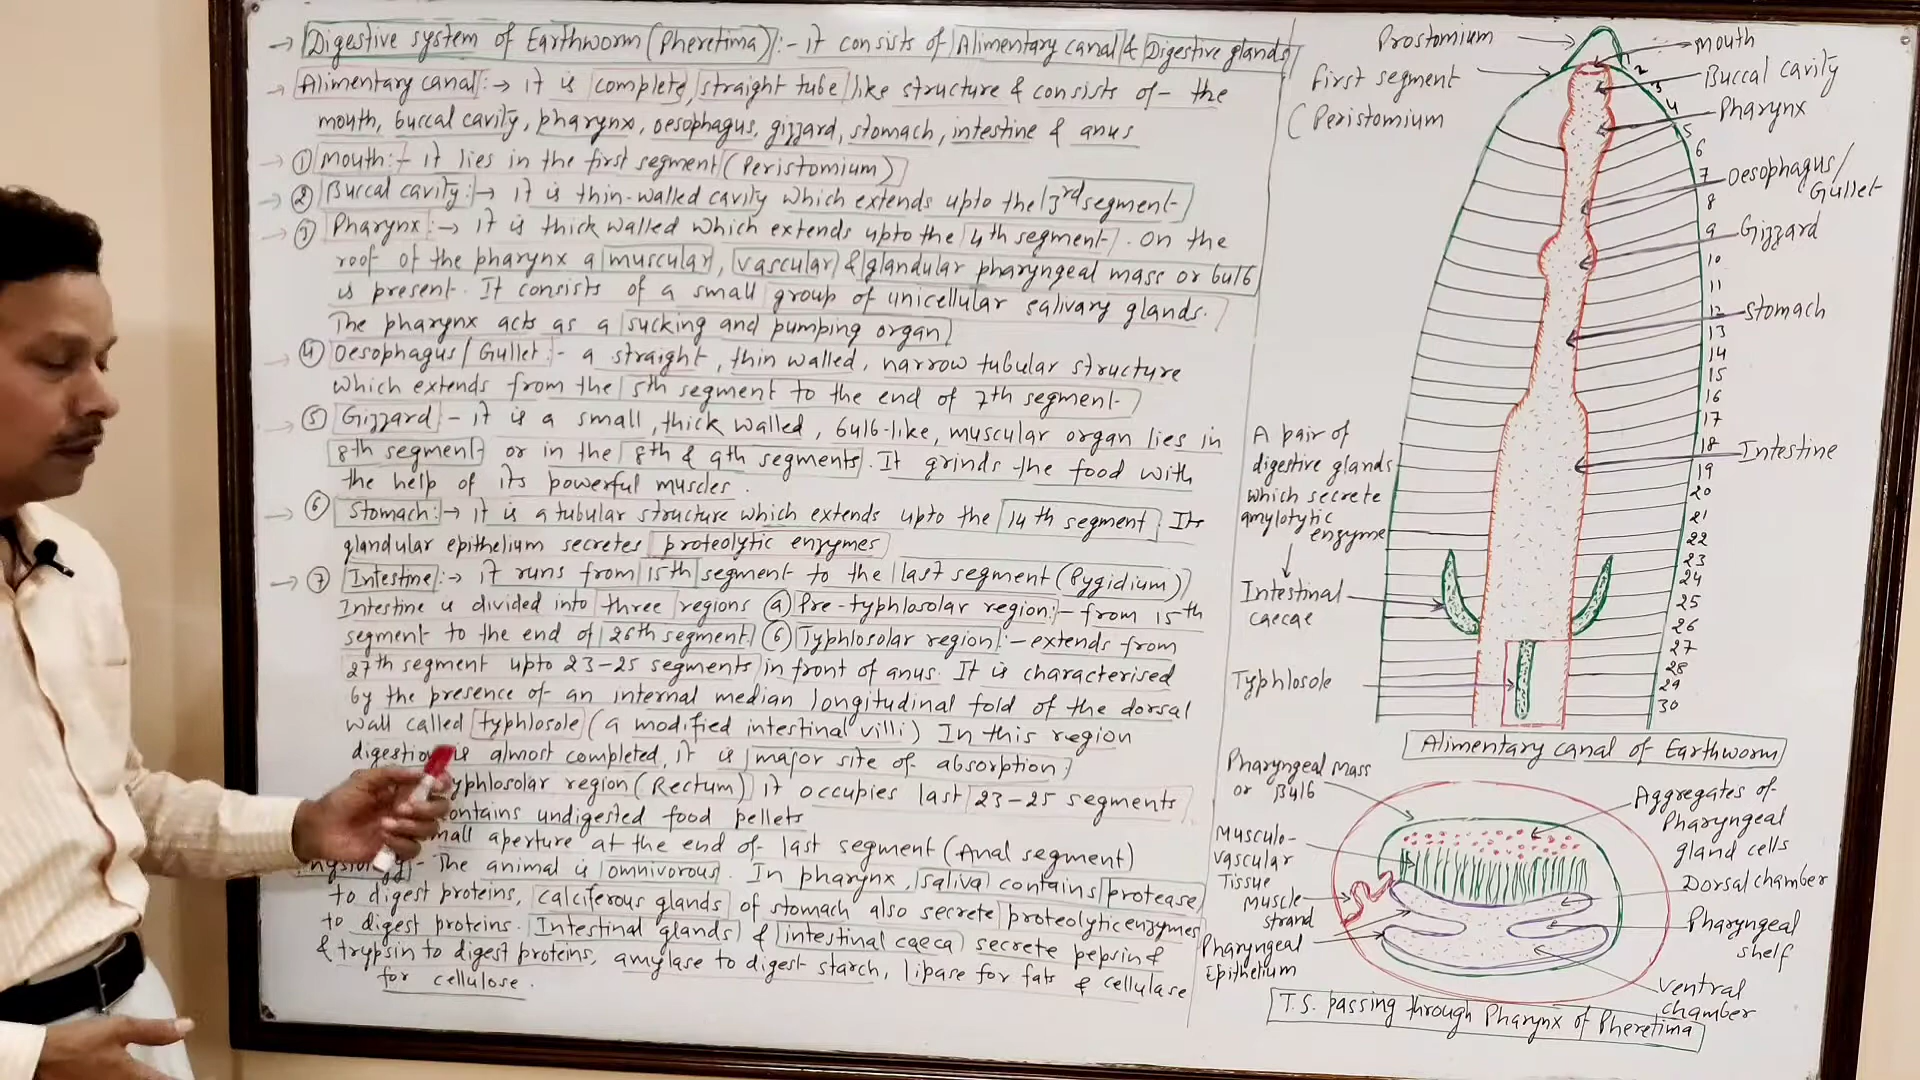 → Digestive system of Earthworm (Pheretima) :- it consists of Alimentary canal & Digestive glands
→ Alimentary canal :→ it is complete, straight tube like structure & consists of the
mouth, buccal cavity, pharynx, oesophagus, gizzard, stomach, intestine & anus
→ ① Mouth :- it lies in the first segment (Peristomium)
→ ② Buccal cavity :→ it is thin-walled cavity which extends upto the 3rd segment
→ ③ Pharynx :→ it is thick walled which extends upto the 4th segment. On the
roof of the pharynx a muscular, vascular & glandular pharyngeal mass or bulb
is present. It consists of a small group of unicellular salivary glands.
The pharynx acts as a sucking and pumping organ
→ ④ Oesophagus/Gullet :- a straight, thin walled, narrow tubular structure
which extends from the 5th segment to the end of 7th segment
→ ⑤ Gizzard - it is a small, thick walled, bulb-like, muscular organ lies in
8th segment or in the 8th & 9th segments. It grinds the food with
the help of its powerful muscles.
→ ⑥ Stomach :→ it is a tubular structure which extends upto the 14th segment. Its
glandular epithelium secretes proteolytic enzymes
→ ⑦ Intestine :→ it runs from 15th segment to the last segment (Pygidium)
Intestine is divided into three regions ⓐ Pre-typhlosolar region :- from 15th
segment to the end of 26th segment ⓑ Typhlosolar region :- extends from
27th segment upto 23-25 segments in front of anus. It is characterised
by the presence of an internal median longitudinal fold of the dorsal
wall called typhlosole (a modified intestinal villi) In this region
digestion is almost completed, it is major site of absorption
typhlosolar region (Rectum) it occupies last 23-25 segments
contains undigested food pellets
small aperture at the end of last segment (Anal segment)
- The animal is omnivorous. In pharynx, saliva contains protease
to digest proteins, calciferous glands of stomach also secrete proteolytic enzymes
to digest proteins. Intestinal glands & intestinal caeca secrete pepsin &
& trypsin to digest proteins, amylase to digest starch, lipase for fats & cellulase
for cellulose.
Prostomium
First segment
(Peristomium
Mouth
Buccal cavity
Pharynx
Oesophagus/
Gullet
Gizzard
Stomach
Intestine
2
3
4
5
6
7
8
9
10
11
12
13
14
15
16
17
18
19
20
21
22
23
24
25
26
27
28
29
30
A pair of
digestive glands
which secrete
amylotytic
enzyme
Intestinal
caecae
Typhlosole
Alimentary canal of Earthworm
Pharyngeal Mass
or Bulb
Musculo-
vascular
Tissue
Muscle
strand
Pharyngeal
Epithelium
Aggregates of
Pharyngeal
gland cells
Dorsal chamber
Pharyngeal
shelf
Ventral
chamber
T.S. passing through Pharynx of Pheretima